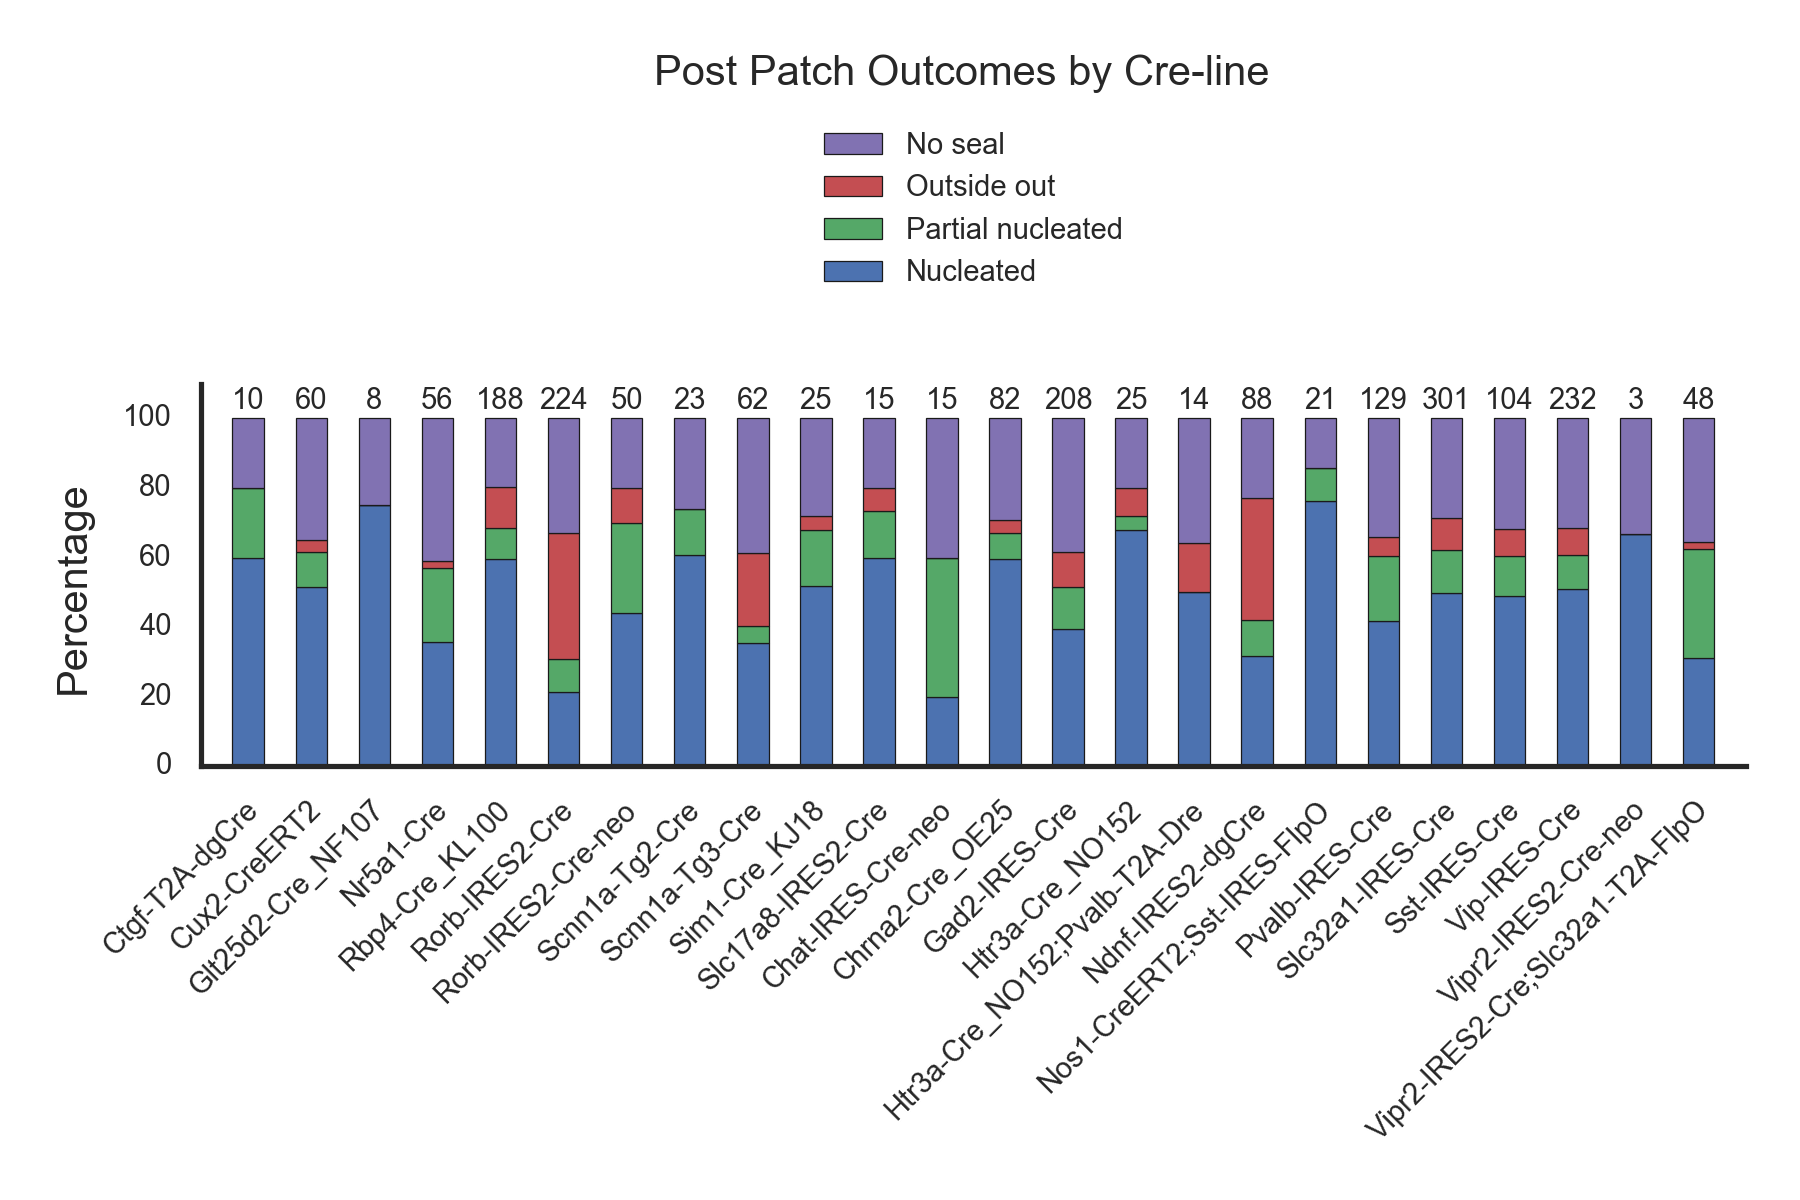 Post Patch Outcomes by Cre-line
No seal
Outside out
Partial nucleated
Nucleated
10 60 8 56 188 224 50 23 62 25 15 15 82 208 25 14 88 21 129 301 104 232 3 48
100
80
60
40
20
0
Percentage
Ctgf-T2A-dgCre
Cux2-CreERT2
Glt25d2-Cre_NF107
Nr5a1-Cre
Rbp4-Cre_KL100
Rorb-IRES2-Cre
Rorb-IRES2-Cre-neo
Scnn1a-Tg2-Cre
Scnn1a-Tg3-Cre
Sim1-Cre_KJ18
Slc17a8-IRES2-Cre
Chat-IRES-Cre-neo
Chrna2-Cre_OE25
Gad2-IRES-Cre
Htr3a-Cre_NO152
Htr3a-Cre_NO152;Pvalb-T2A-Dre
Ndnf-IRES2-dgCre
Nos1-CreERT2;Sst-IRES-FlpO
Pvalb-IRES-Cre
Slc32a1-IRES-Cre
Sst-IRES-Cre
Vip-IRES-Cre
Vipr2-IRES2-Cre-neo
Vipr2-IRES2-Cre;Slc32a1-T2A-FlpO